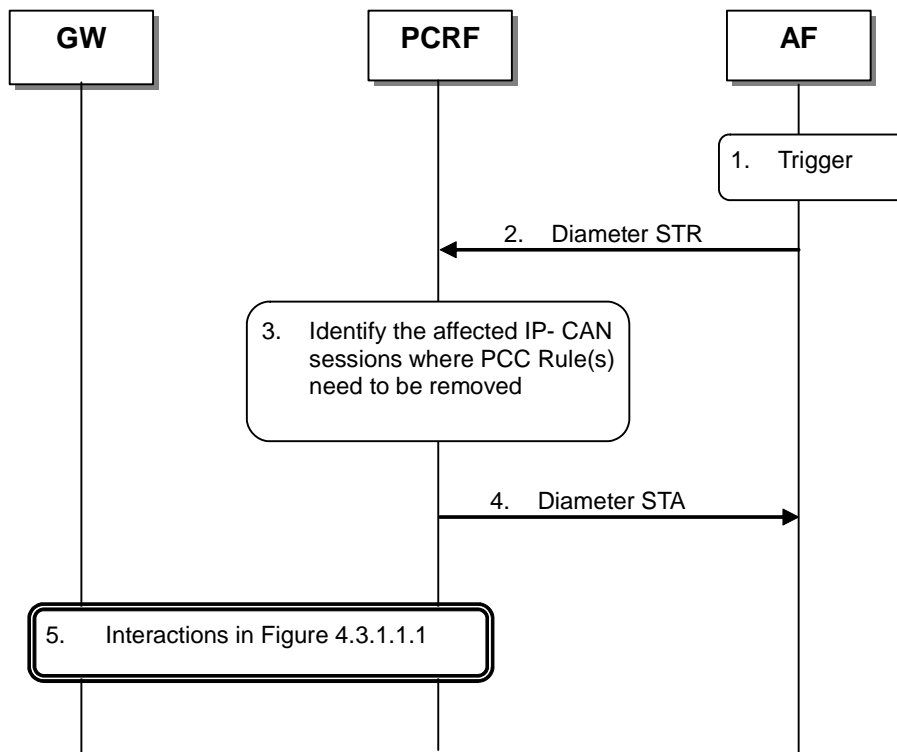 GW
PCRF
AF
1. Trigger
2. Diameter STR
3. Identify the affected IP- CAN
sessions where PCC Rule(s)
need to be removed
4. Diameter STA
5. Interactions in Figure 4.3.1.1.1